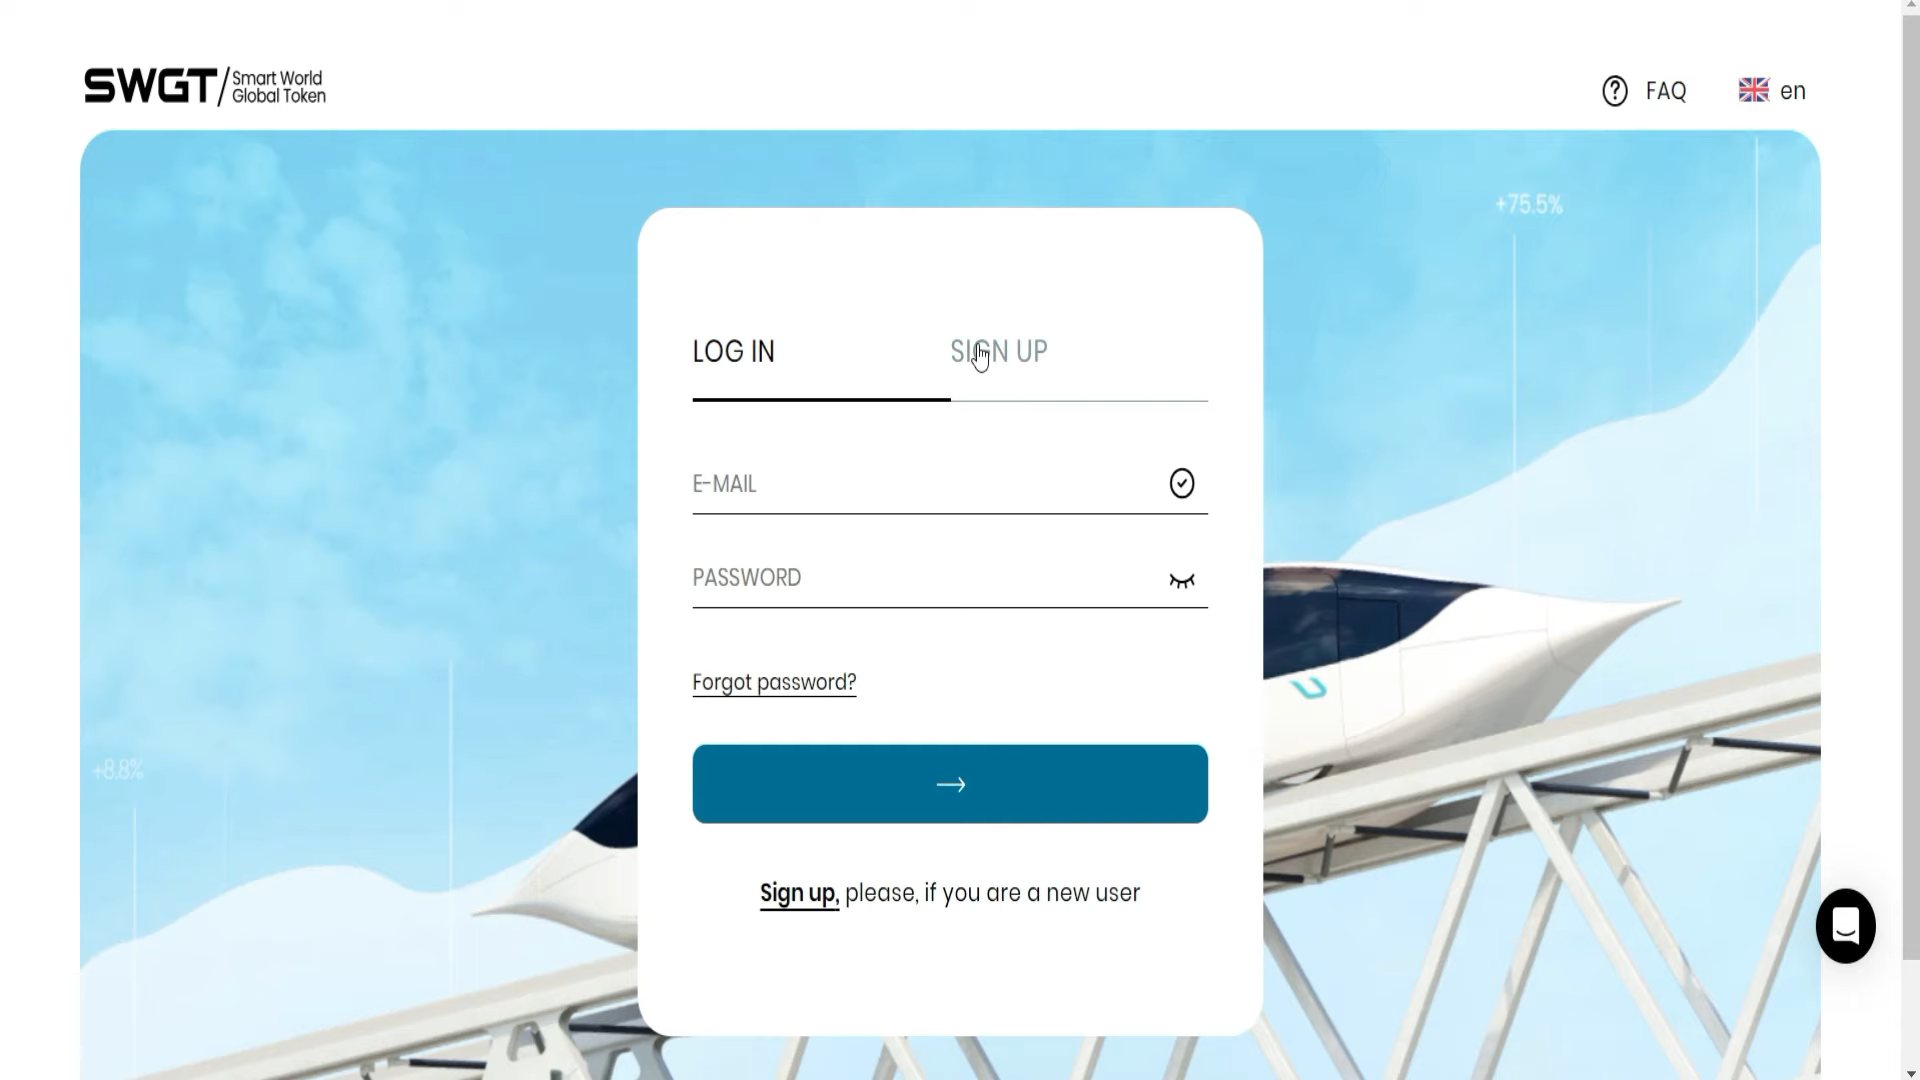 SWGT/Smart World
Global Token
FAQ
en
+75.5%
LOG IN
SIGN UP
E-MAIL
PASSWORD
Forgot password?
+8.8%
Sign up, please, if you are a new user